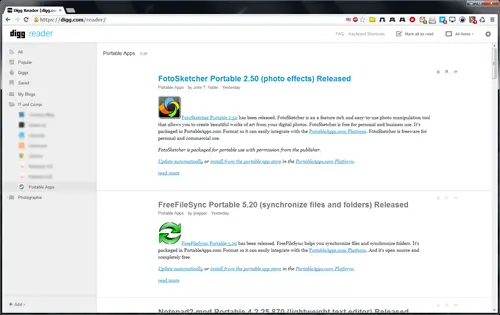 Digg Reader (digg.com/...
https://digg.com/reader/
digg reader
FAQ Keyboard Shortcuts
Mark all as read
All items
All
Popular
Diggs
Saved
My Blogs
Portable Apps
Photographie
Add
Portable Apps Edit
FotoSketcher Portable 2.50 (photo effects) Released
Portable Apps by John T. Haller Yesterday
FotoSketcher Portable 2.50 has been released. FotoSketcher is an a feature rich and easy-to-use photo manipulation tool
that allows you to create beautiful works of art from your digital photos. FotoSketcher is free for personal and business use. It's
packaged in PortableApps.com Format so it can easily integrate with the PortableApps.com Platform. FotoSketcher is freeware for
personal and commercial use.
FotoSketcher is packaged for portable use with permission from the publisher.
Update automatically or install from the portable app store in the PortableApps.com Platform.
read more
FreeFileSync Portable 5.20 (synchronize files and folders) Released
Portable Apps by prapper Yesterday
FreeFileSync Portable 5.20 has been released. FreeFileSync helps you synchronize files and synchronize folders. It's
packaged in PortableApps.com Format so it can easily integrate with the PortableApps.com Platform. And it's open source and
completely free.
Update automatically or install from the portable app store in the PortableApps.com Platform.
read more
Notepad2-mod Portable 4.2.25.870 (lightweight text editor) Released